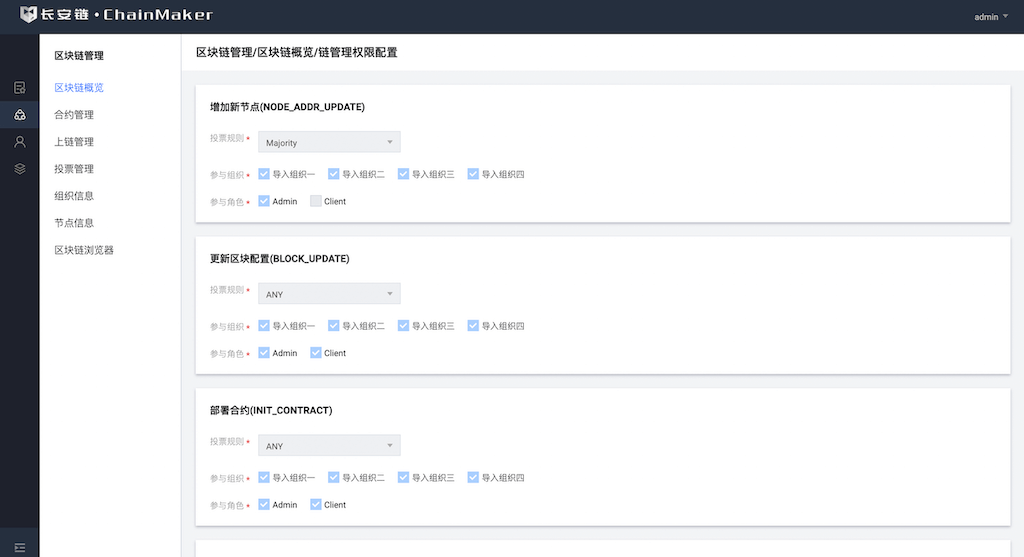 长安链·ChainMaker
admin
区块链管理
区块链概览
合约管理
上链管理
投票管理
组织信息
节点信息
区块链浏览器
区块链管理/区块链概览/链管理权限配置
增加新节点(NODE_ADDR_UPDATE)
投票规则* Majority
参与组织* 导入组织一 导入组织二 导入组织三 导入组织四
参与角色* Admin Client
更新区块配置(BLOCK_UPDATE)
投票规则* ANY
参与组织* 导入组织一 导入组织二 导入组织三 导入组织四
参与角色* Admin Client
部署合约(INIT_CONTRACT)
投票规则* ANY
参与组织* 导入组织一 导入组织二 导入组织三 导入组织四
参与角色* Admin Client